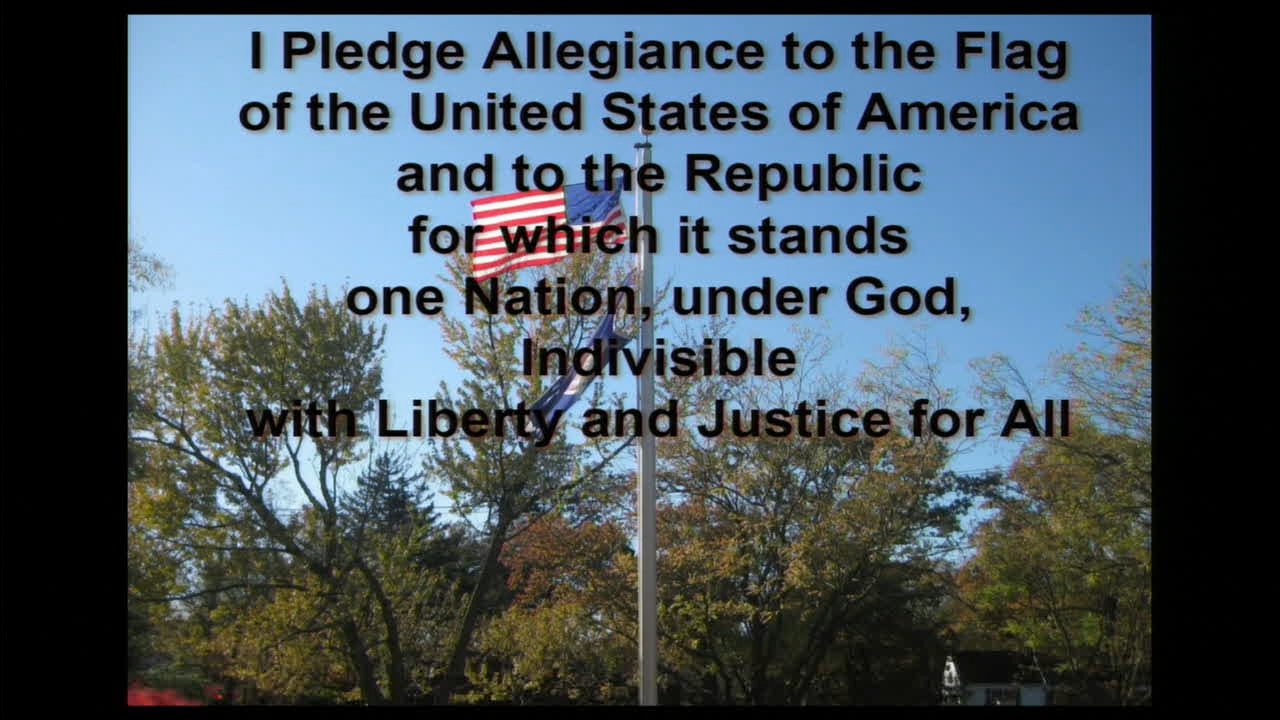 I Pledge Allegiance to the Flag
of the United States of America
and to the Republic
for which it stands
one Nation, under God,
Indivisible
with Liberty and Justice for All